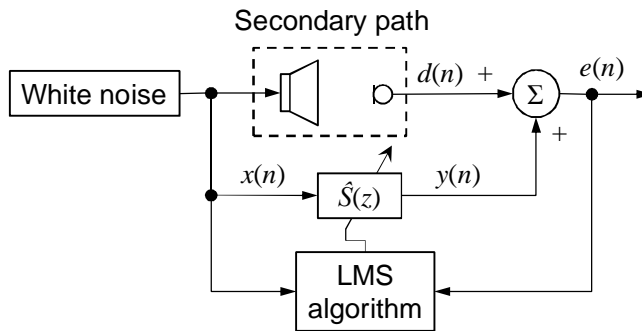 Secondary path
White noise
d(n)
+
Σ
e(n)
+
x(n)
Ŝ(z)
y(n)
LMS
algorithm